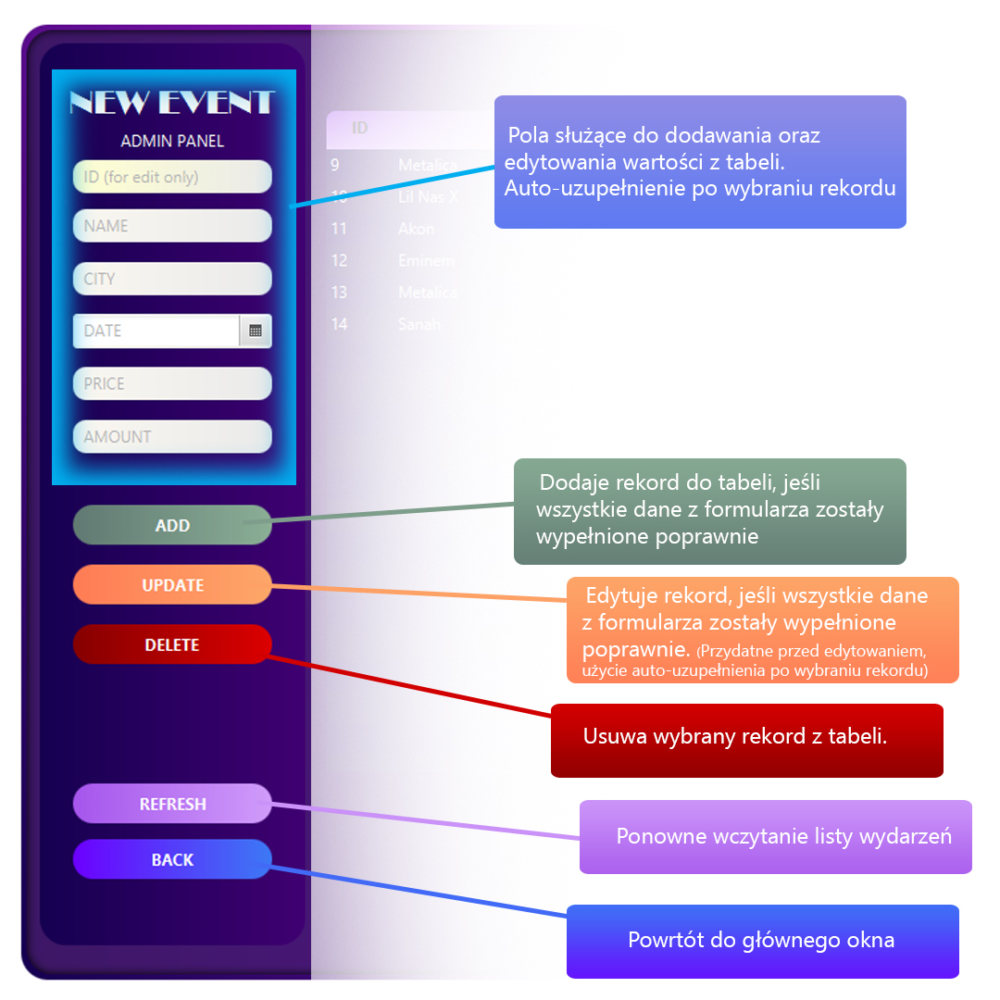 NEW EVENT
ADMIN PANEL
ID (for edit only)
NAME
CITY
DATE
PRICE
AMOUNT
ADD
UPDATE
DELETE
REFRESH
BACK
ID
9 Metalica
10 Lil Nas X
11 Akon
12 Eminem
13 Metalica
14 Sanah
Pola służące do dodawania oraz
edytowania wartości z tabeli.
Auto-uzupełnienie po wybraniu rekordu
Dodaje rekord do tabeli, jeśli
wszystkie dane z formularza zostały
wypełnione poprawnie
Edytuje rekord, jeśli wszystkie dane
z formularza zostały wypełnione
poprawnie. (Przydatne przed edytowaniem,
użycie auto-uzupełnienia po wybraniu rekordu)
Usuwa wybrany rekord z tabeli.
Ponowne wczytanie listy wydarzeń
Powrtót do głównego okna